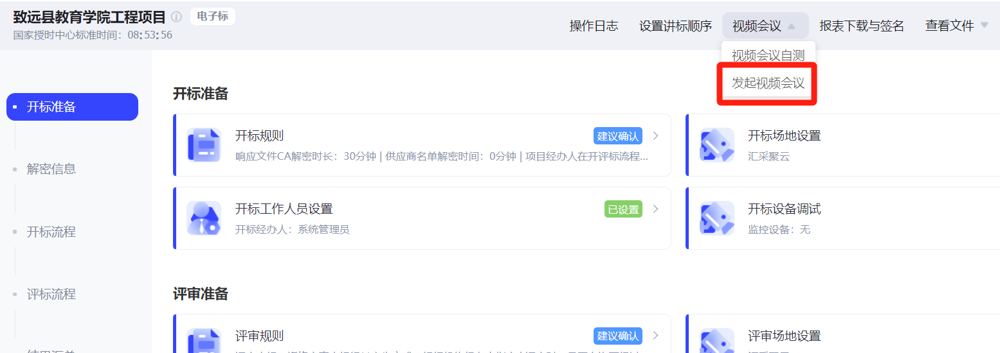 致远县教育学院工程项目 电子标
国家授时中心标准时间：08:53:56
操作日志 设置讲标顺序 视频会议 报表下载与签名 查看文件
视频会议自测
发起视频会议
开标准备
解密信息
开标流程
评标流程
开标准备
开标规则 建议确认
响应文件CA解密时长：30分钟 | 供应商名单解密时间：0分钟 | 项目经办人在开评标流程...
开标场地设置
汇采聚云
开标工作人员设置 已设置
开标经办人：系统管理员
开标设备调试
监控设备：无
评审准备
评审规则 建议确认
评审场地设置